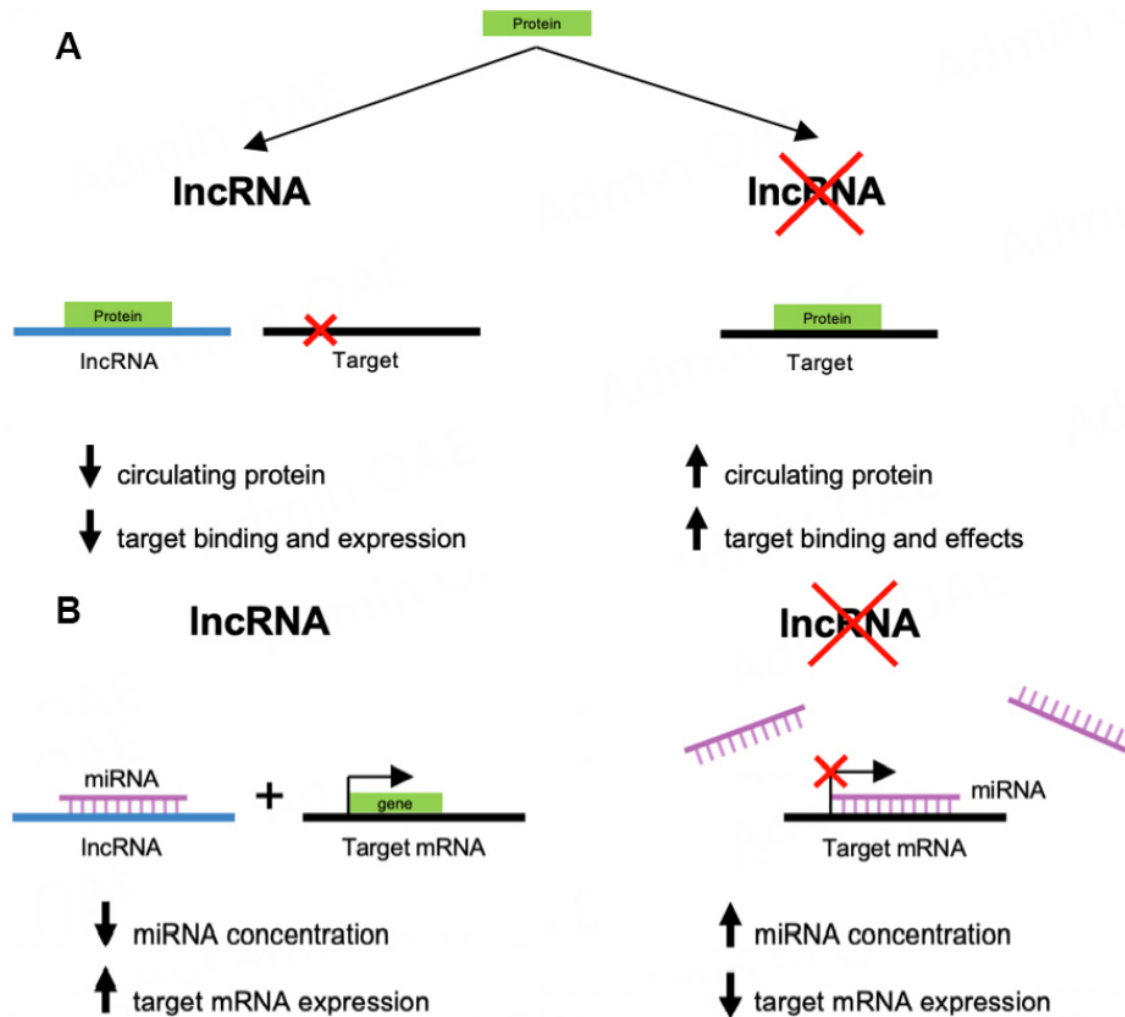 A
Protein
lncRNA
lncRNA
Protein
lncRNA
Target
Protein
Target
circulating protein
target binding and expression
circulating protein
target binding and effects
B
lncRNA
lncRNA
miRNA
lncRNA
+
gene
Target mRNA
miRNA
Target mRNA
miRNA concentration
target mRNA expression
miRNA concentration
target mRNA expression